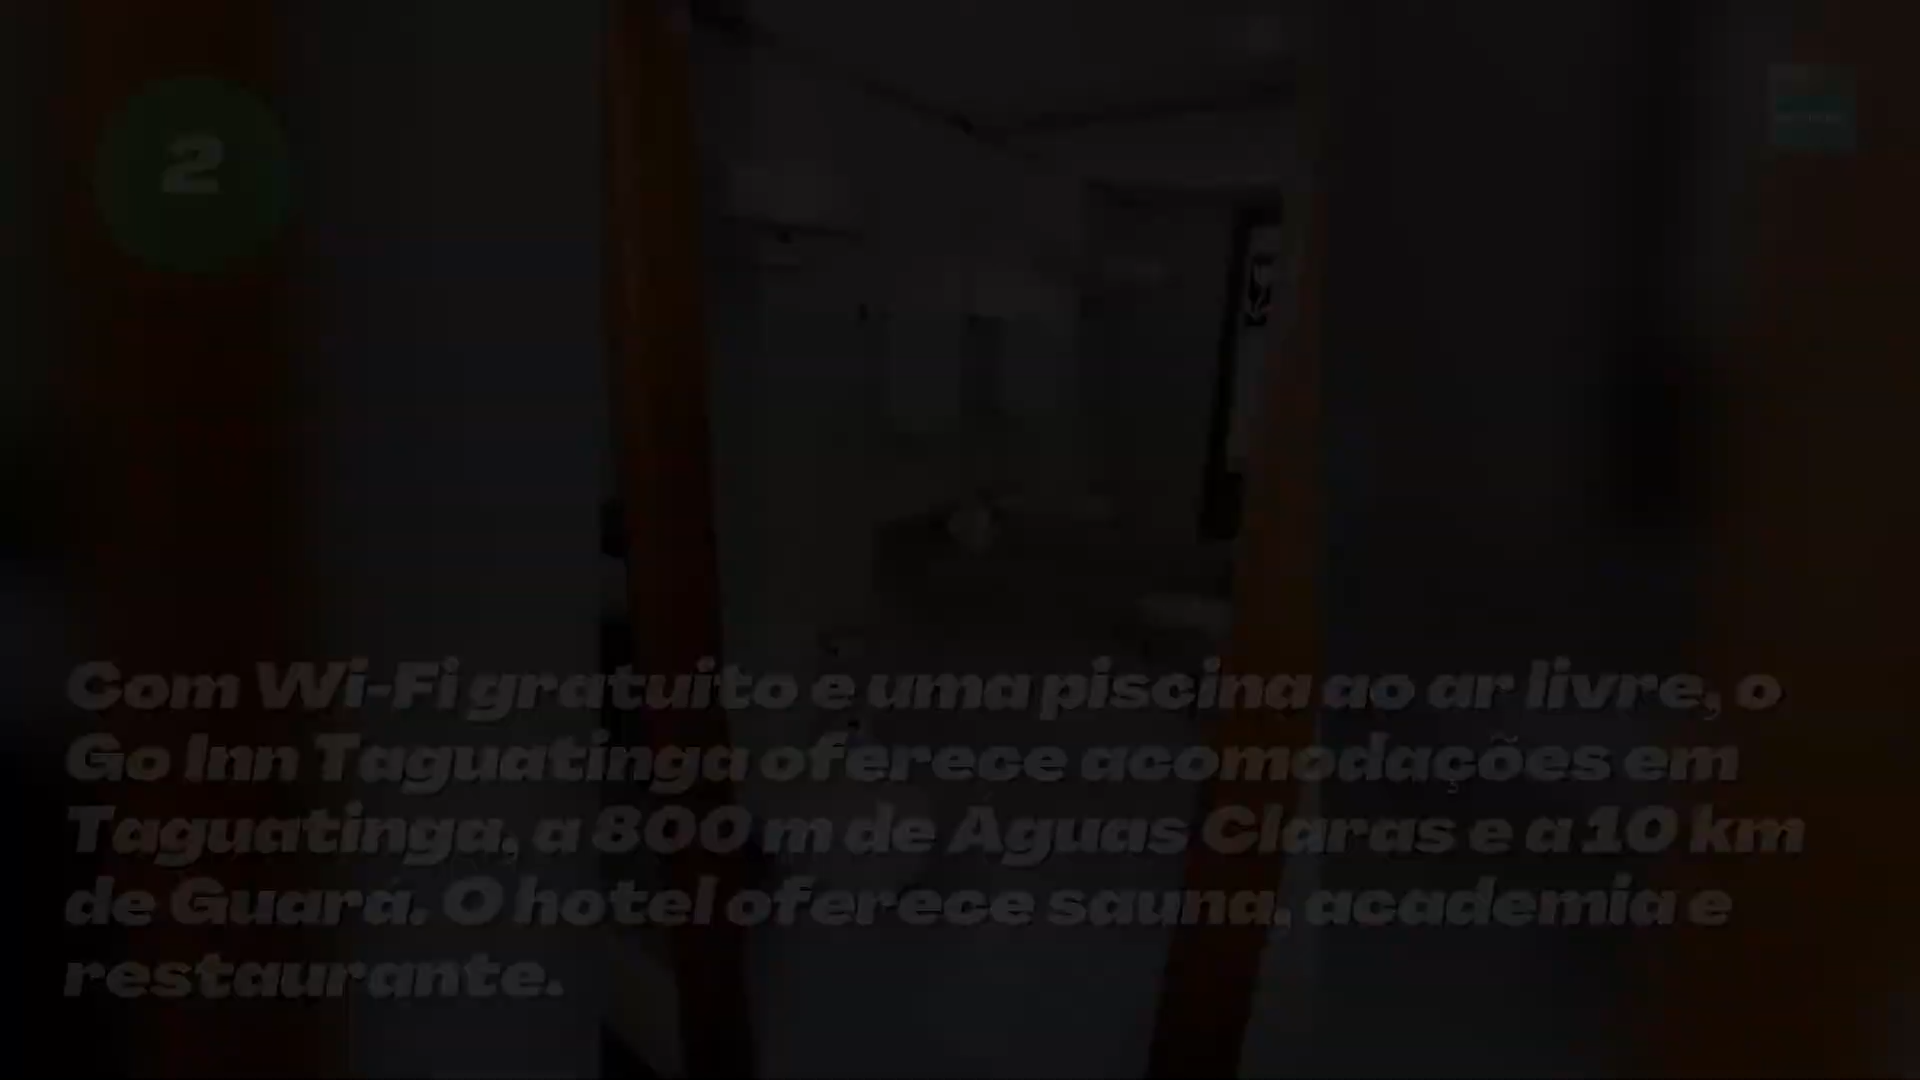 2
Com Wi-Fi gratuito e uma piscina ao ar livre, o
Go Inn Taguatinga oferece acomodações em
Taguatinga, a 800 m de Águas Claras e a 10 km
de Guará. O hotel oferece sauna, academia e
restaurante.